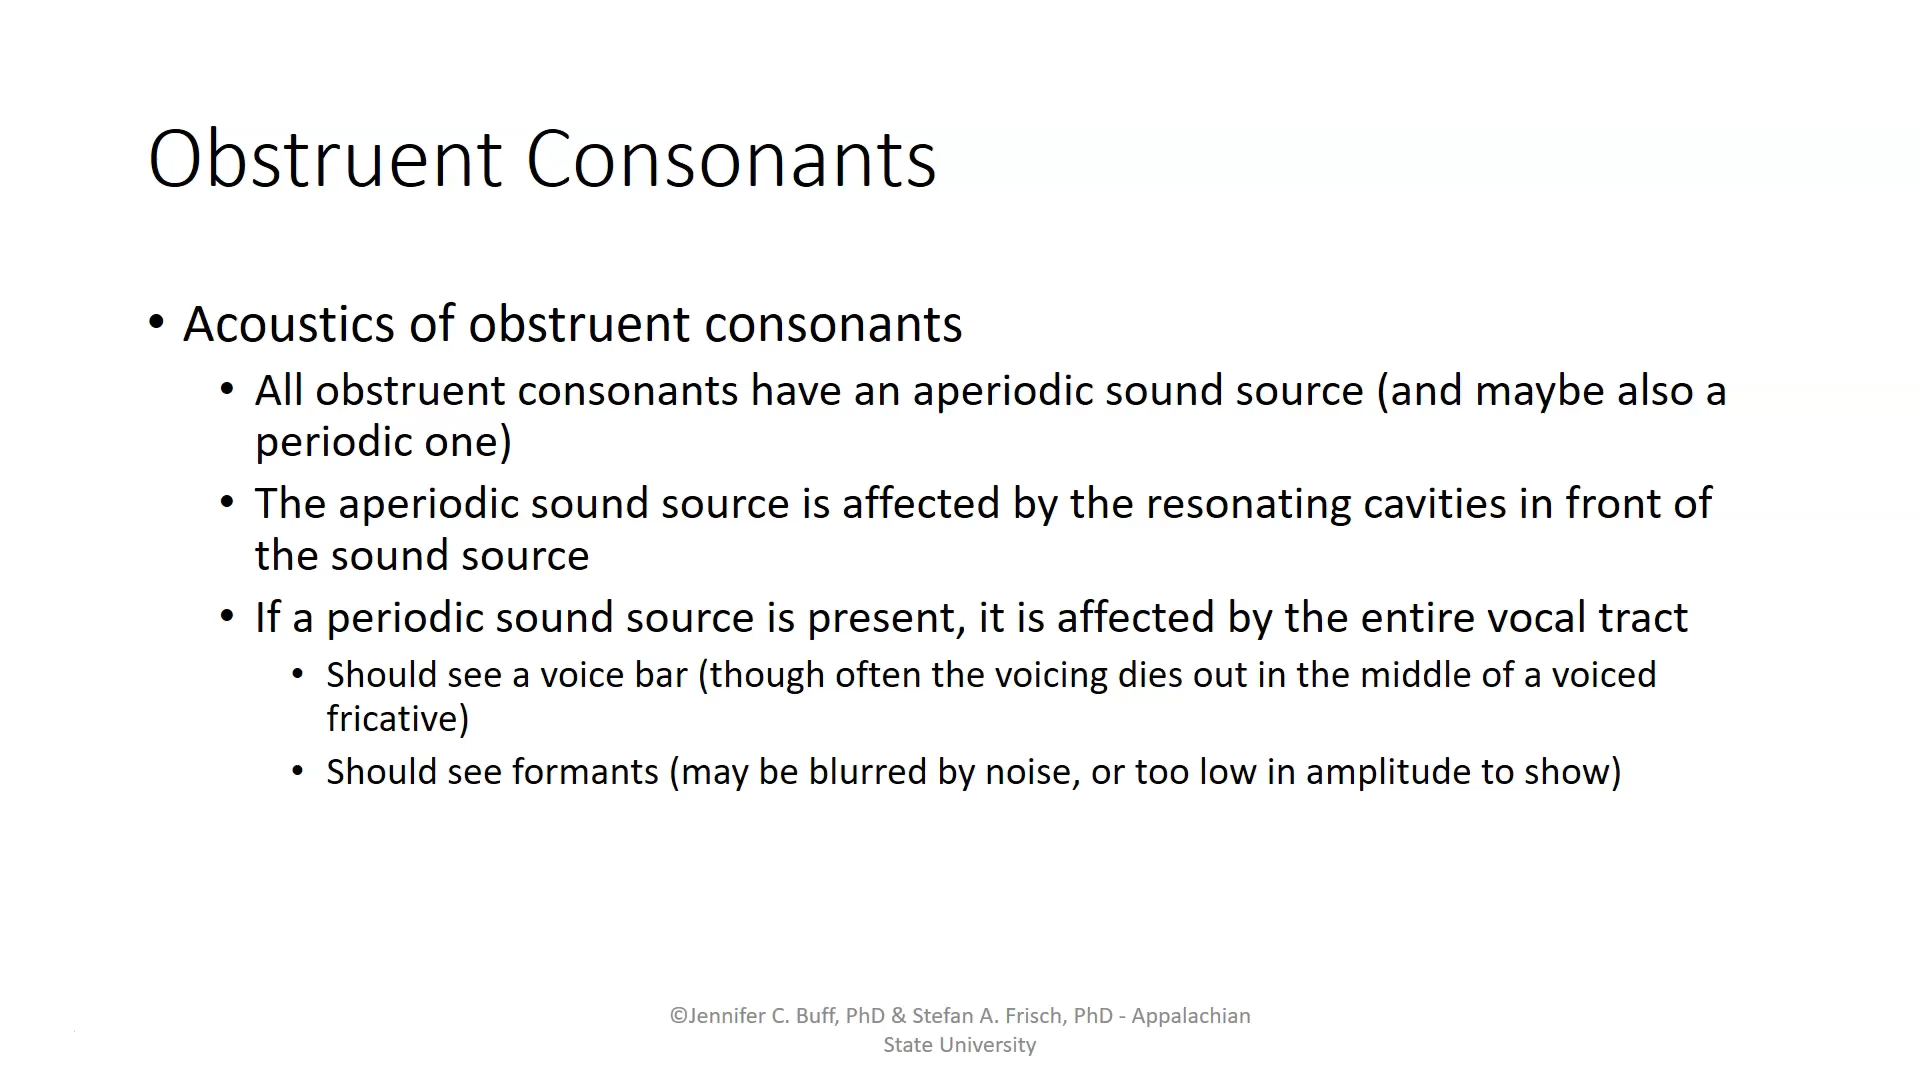 Obstruent Consonants
• Acoustics of obstruent consonants
• All obstruent consonants have an aperiodic sound source (and maybe also a
periodic one)
• The aperiodic sound source is affected by the resonating cavities in front of
the sound source
• If a periodic sound source is present, it is affected by the entire vocal tract
• Should see a voice bar (though often the voicing dies out in the middle of a voiced
fricative)
• Should see formants (may be blurred by noise, or too low in amplitude to show)
©Jennifer C. Buff, PhD & Stefan A. Frisch, PhD - Appalachian
State University